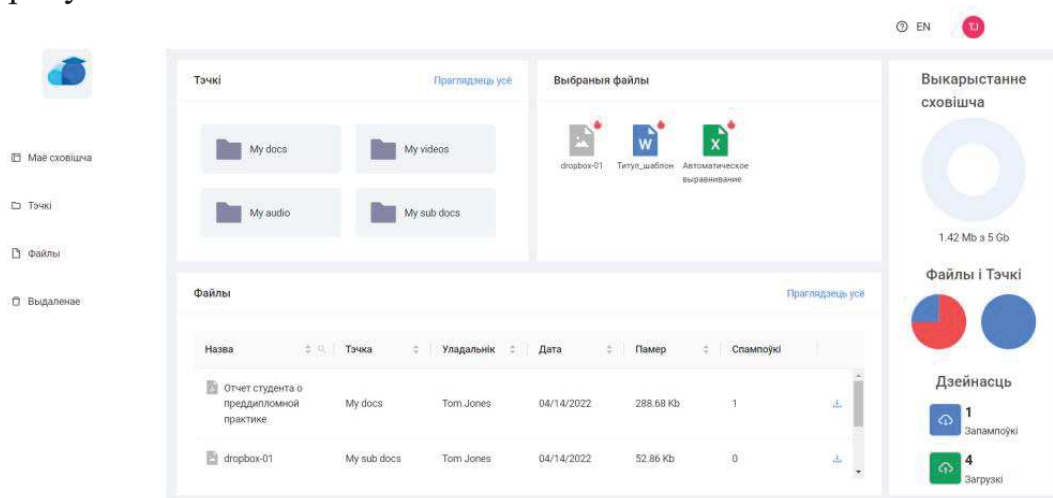 EN
TJ
Маё сховішча
Тэчкі
Файлы
Выдаленае
Тэчкі
Праглядзець усё
My docs
My videos
My audio
My sub docs
Выбраныя файлы
W
X
dropbox-01
Титул_шаблон
Автоматическое
выравнивание
Файлы
Праглядзець усё
Назва
Тэчка
Уладальнік
Дата
Памер
Спампоўкі
Отчет студента о
преддипломной
практике
My docs
Tom Jones
04/14/2022
288.68 Kb
1
dropbox-01
My sub docs
Tom Jones
04/14/2022
52.86 Kb
0
Выкарыстанне
сховішча
1.42 Mb з 5 Gb
Файлы і Тэчкі
Дзейнасць
1
Запампоўкі
4
Загрузкі